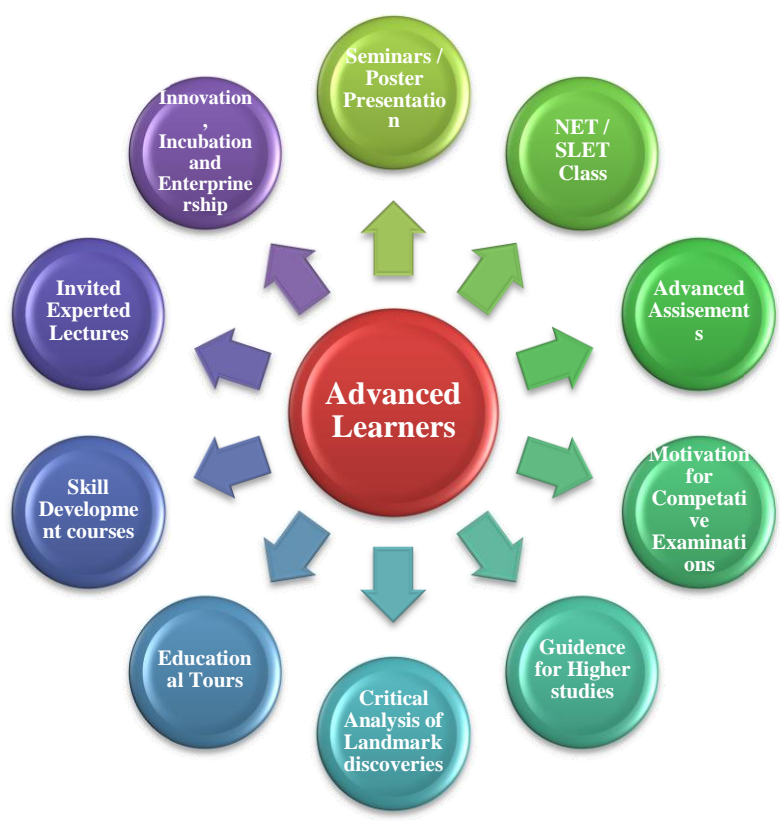 Seminars /
Poster
Presentatio
n
NET /
SLET
Class
Advanced
Assisement
s
Motivation
for
Competati
ve
Examinati
ons
Guidence
for Higher
studies
Critical
Analysis of
Landmark
discoveries
Education
al Tours
Skill
Developme
nt courses
Invited
Experted
Lectures
Innovation
,
Incubation
and
Enterprine
rship
Advanced
Learners